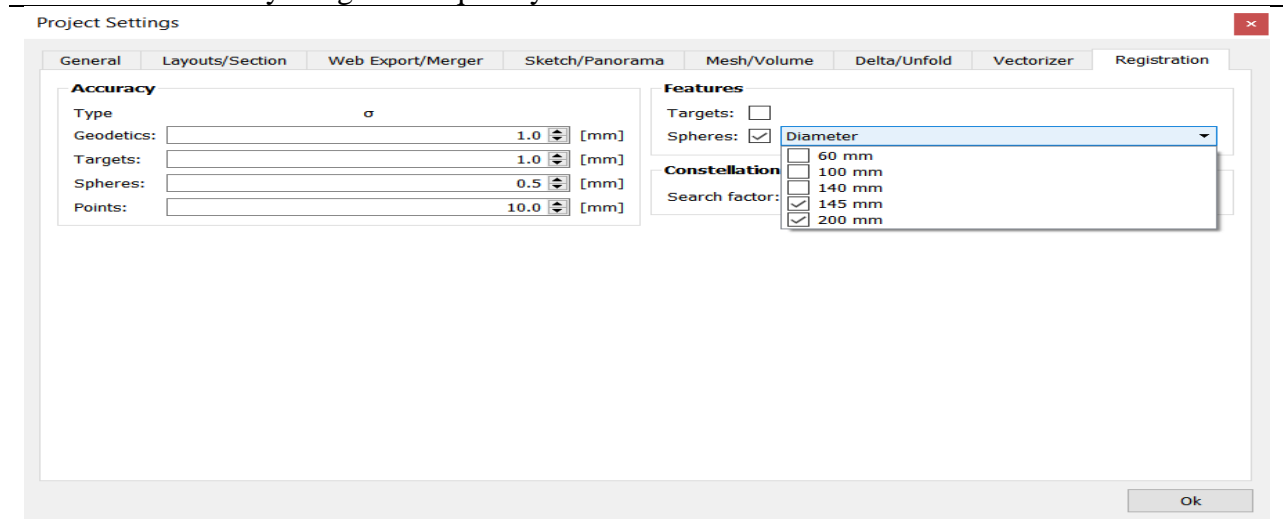 Project Settings
General Layouts/Section Web Export/Merger Sketch/Panorama Mesh/Volume Delta/Unfold Vectorizer Registration
Accuracy
Type σ
Geodetics: 1.0 [mm]
Targets: 1.0 [mm]
Spheres: 0.5 [mm]
Points: 10.0 [mm]
Features
Targets:
Spheres: Diameter
60 mm
100 mm
140 mm
145 mm
200 mm
Constellation
Search factor:
Ok